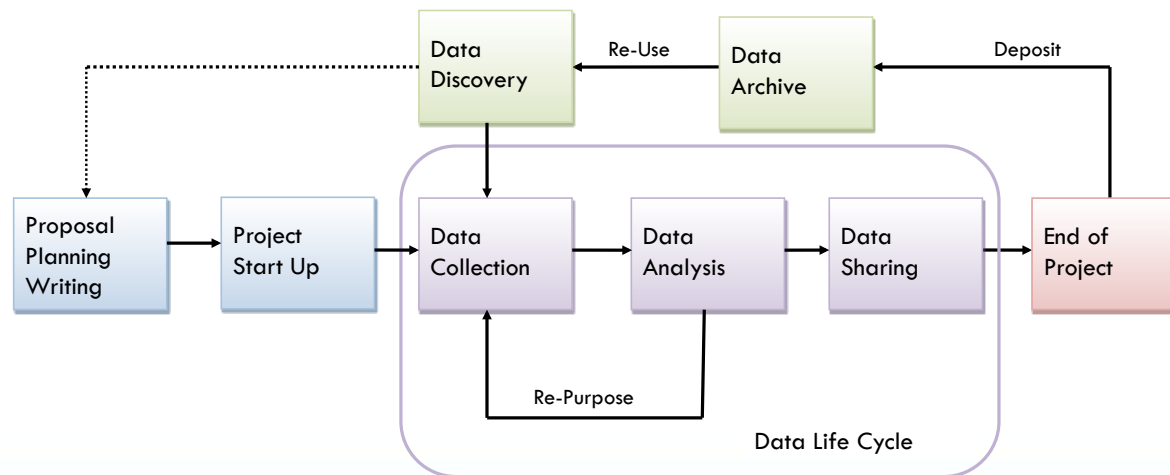 Data
Discovery
Re-Use
Data
Archive
Deposit
Proposal
Planning
Writing
Project
Start Up
Data
Collection
Data
Analysis
Data
Sharing
End of
Project
Re-Purpose
Data Life Cycle